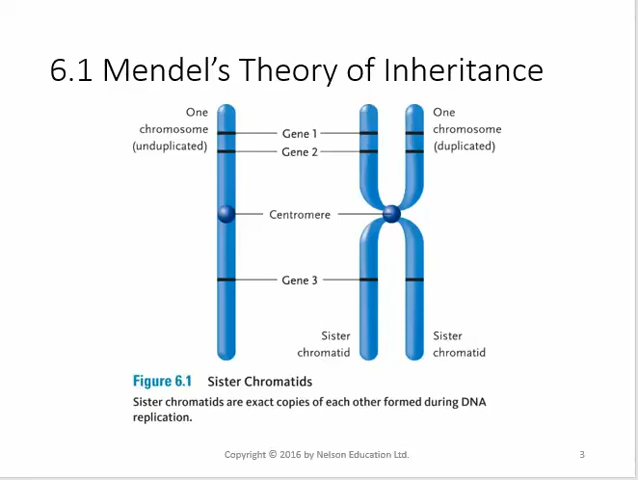 6.1 Mendel's Theory of Inheritance
One
chromosome
(unduplicated)
Gene 1
Gene 2
One
chromosome
(duplicated)
Centromere
Gene 3
Sister
chromatid
Sister
chromatid
Figure 6.1 Sister Chromatids
Sister chromatids are exact copies of each other formed during DNA
replication.
Copyright © 2016 by Nelson Education Ltd.
3